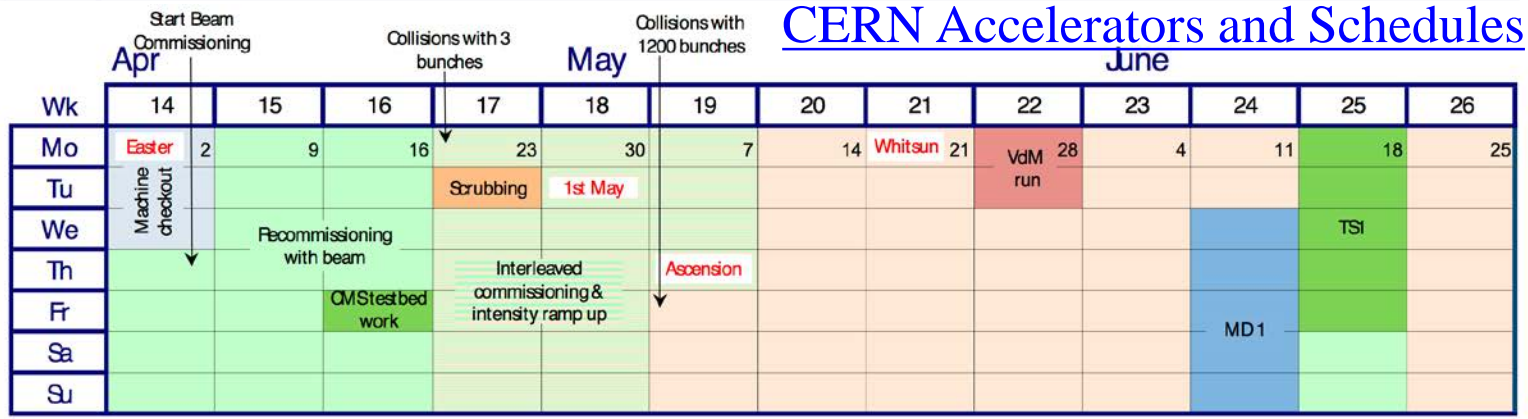 CERN Accelerators and Schedules
Start Beam
Commissioning
Collisions with 3
bunches
Collisions with
1200 bunches
Apr May June
Wk 14 15 16 17 18 19 20 21 22 23 24 25 26
Mo Easter 2 9 16 23 30 7 14 Whitsun 21 VdM 28 4 11 18 25
run
Tu Machine
checkout
Scrubbing 1st May
We Recommissioning
with beam
TS1
Th Interleaved
commissioning &
intensity ramp up
Ascension
Fr CMS testbed
work
MD 1
Sa
Su